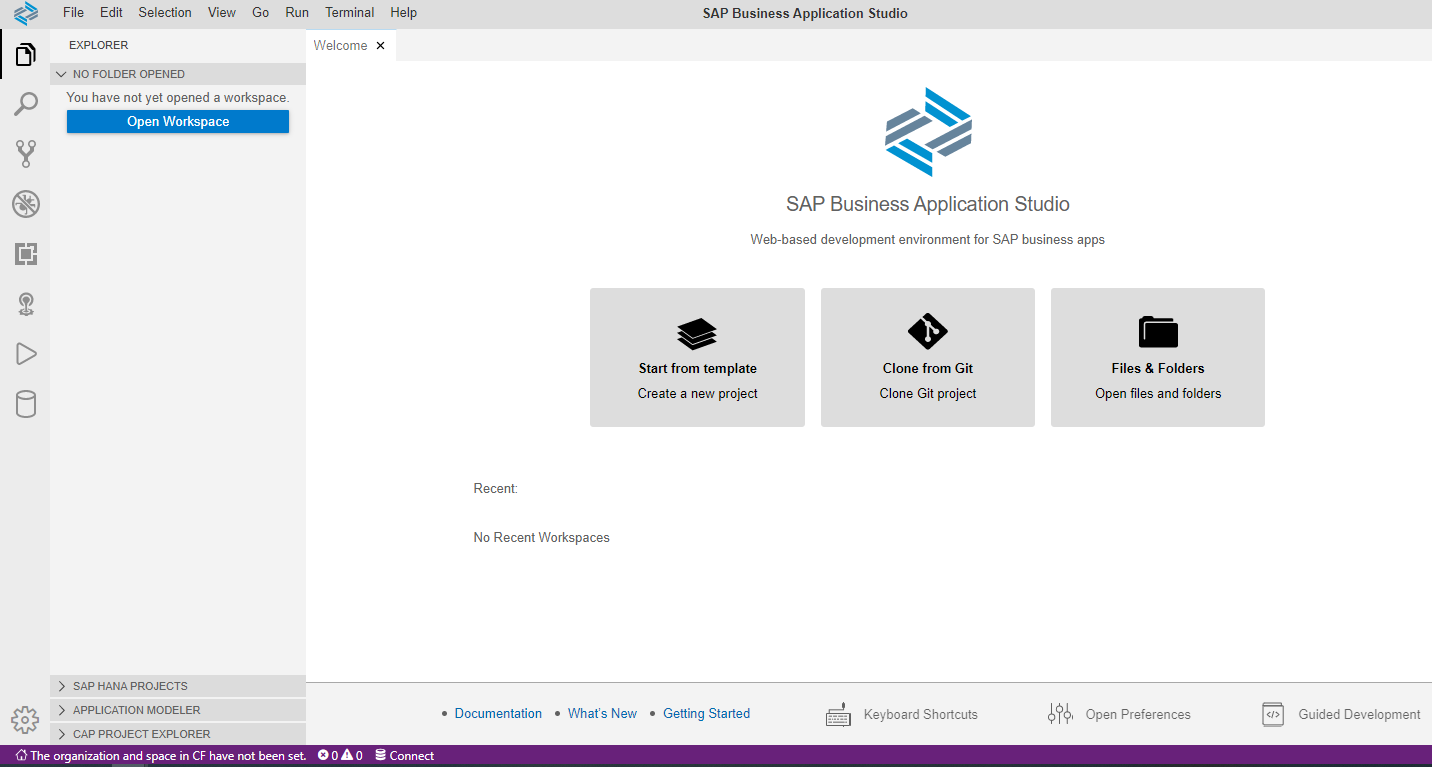 File Edit Selection View Go Run Terminal Help SAP Business Application Studio
EXPLORER
Welcome
NO FOLDER OPENED
You have not yet opened a workspace.
Open Workspace
SAP Business Application Studio
Web-based development environment for SAP business apps
Start from template
Create a new project
Clone from Git
Clone Git project
Files & Folders
Open files and folders
Recent:
No Recent Workspaces
SAP HANA PROJECTS
APPLICATION MODELER
CAP PROJECT EXPLORER
• Documentation • What's New • Getting Started
Keyboard Shortcuts
Open Preferences
Guided Development
The organization and space in CF have not been set. 0 0 Connect